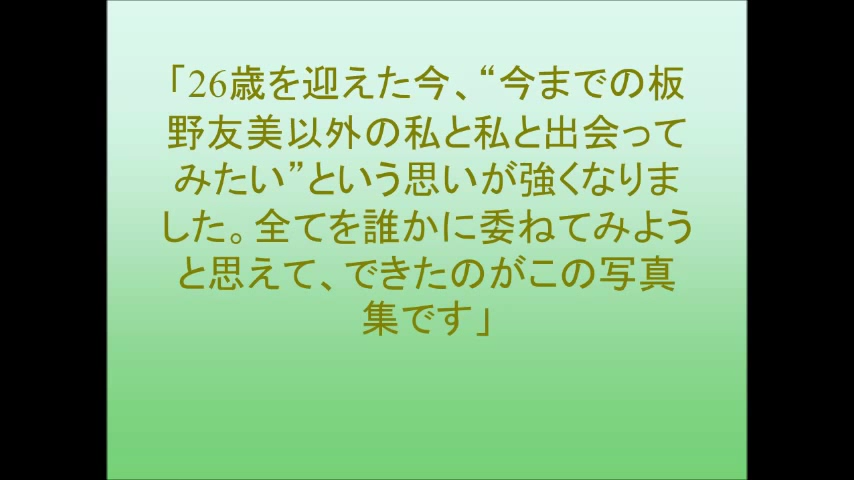 「26歳を迎えた今、“今までの板
野友美以外の私と私と出会って
みたい”という思いが強くなりま
した。全てを誰かに委ねてみよう
と思えて、できたのがこの写真
集です」